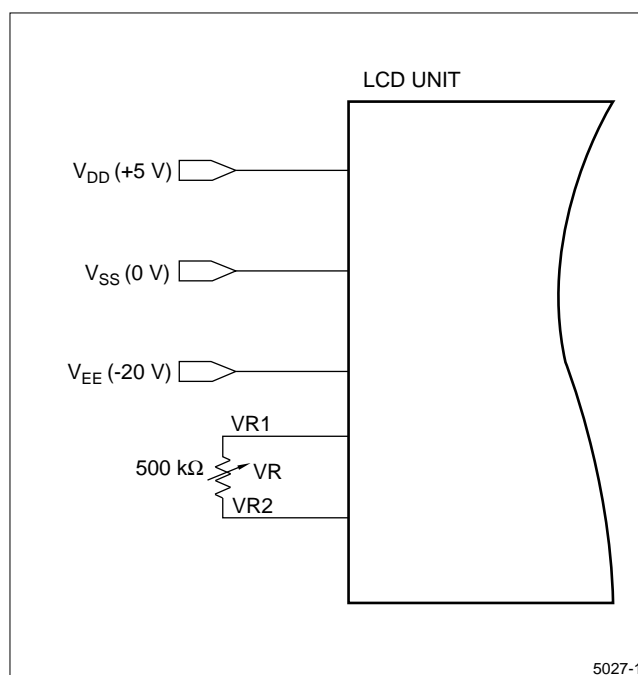 LCD UNIT
V_DD (+5 V)
V_SS (0 V)
V_EE (-20 V)
VR1
500 kΩ VR
VR2
5027-1